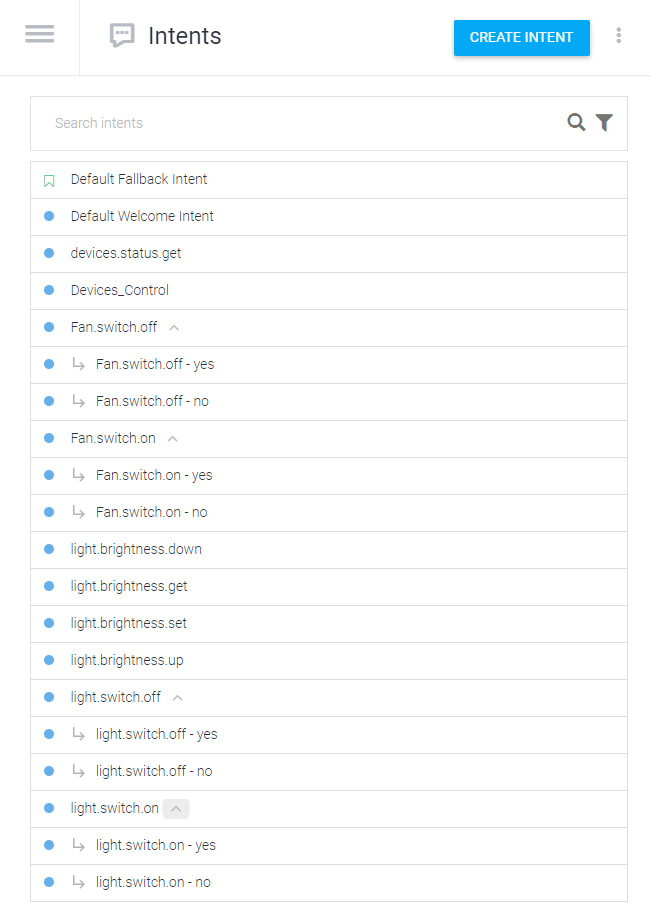 Intents
CREATE INTENT
Search intents
Default Fallback Intent
Default Welcome Intent
devices.status.get
Devices_Control
Fan.switch.off
Fan.switch.off - yes
Fan.switch.off - no
Fan.switch.on
Fan.switch.on - yes
Fan.switch.on - no
light.brightness.down
light.brightness.get
light.brightness.set
light.brightness.up
light.switch.off
light.switch.off - yes
light.switch.off - no
light.switch.on
light.switch.on - yes
light.switch.on - no